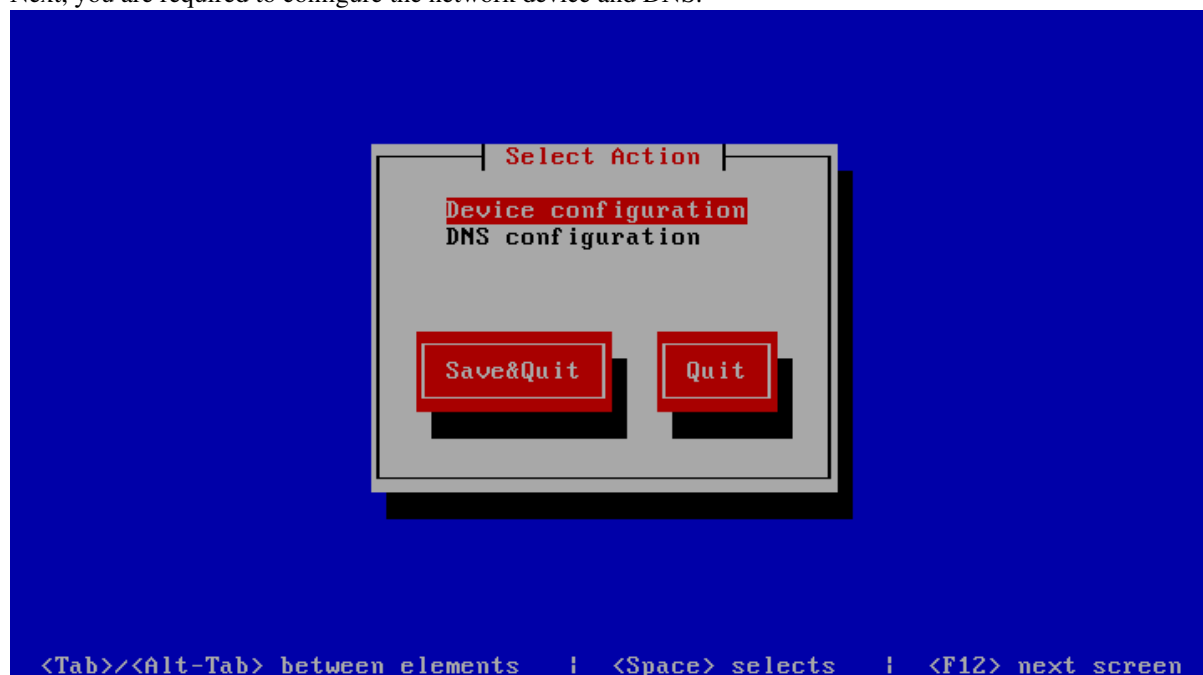 Next, you are required to configure the network device and DNS.
Select Action
Device configuration
DNS configuration
Save&Quit Quit
<Tab>/<Alt-Tab> between elements | <Space> selects | <F12> next screen